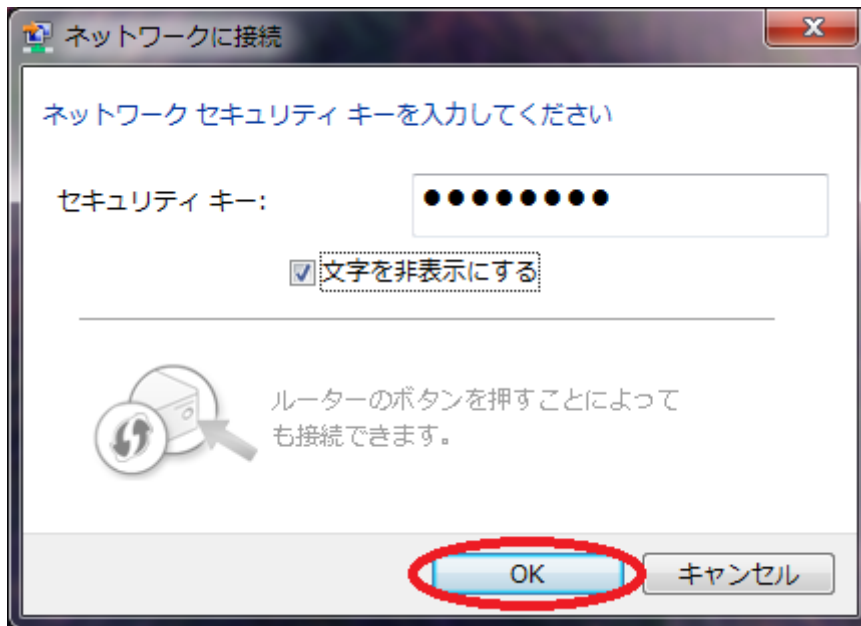 ネットワークに接続
ネットワーク セキュリティ キーを入力してください
セキュリティ キー: ●●●●●●●●
文字を非表示にする
ルーターのボタンを押すことによって
も接続できます。
OK キャンセル